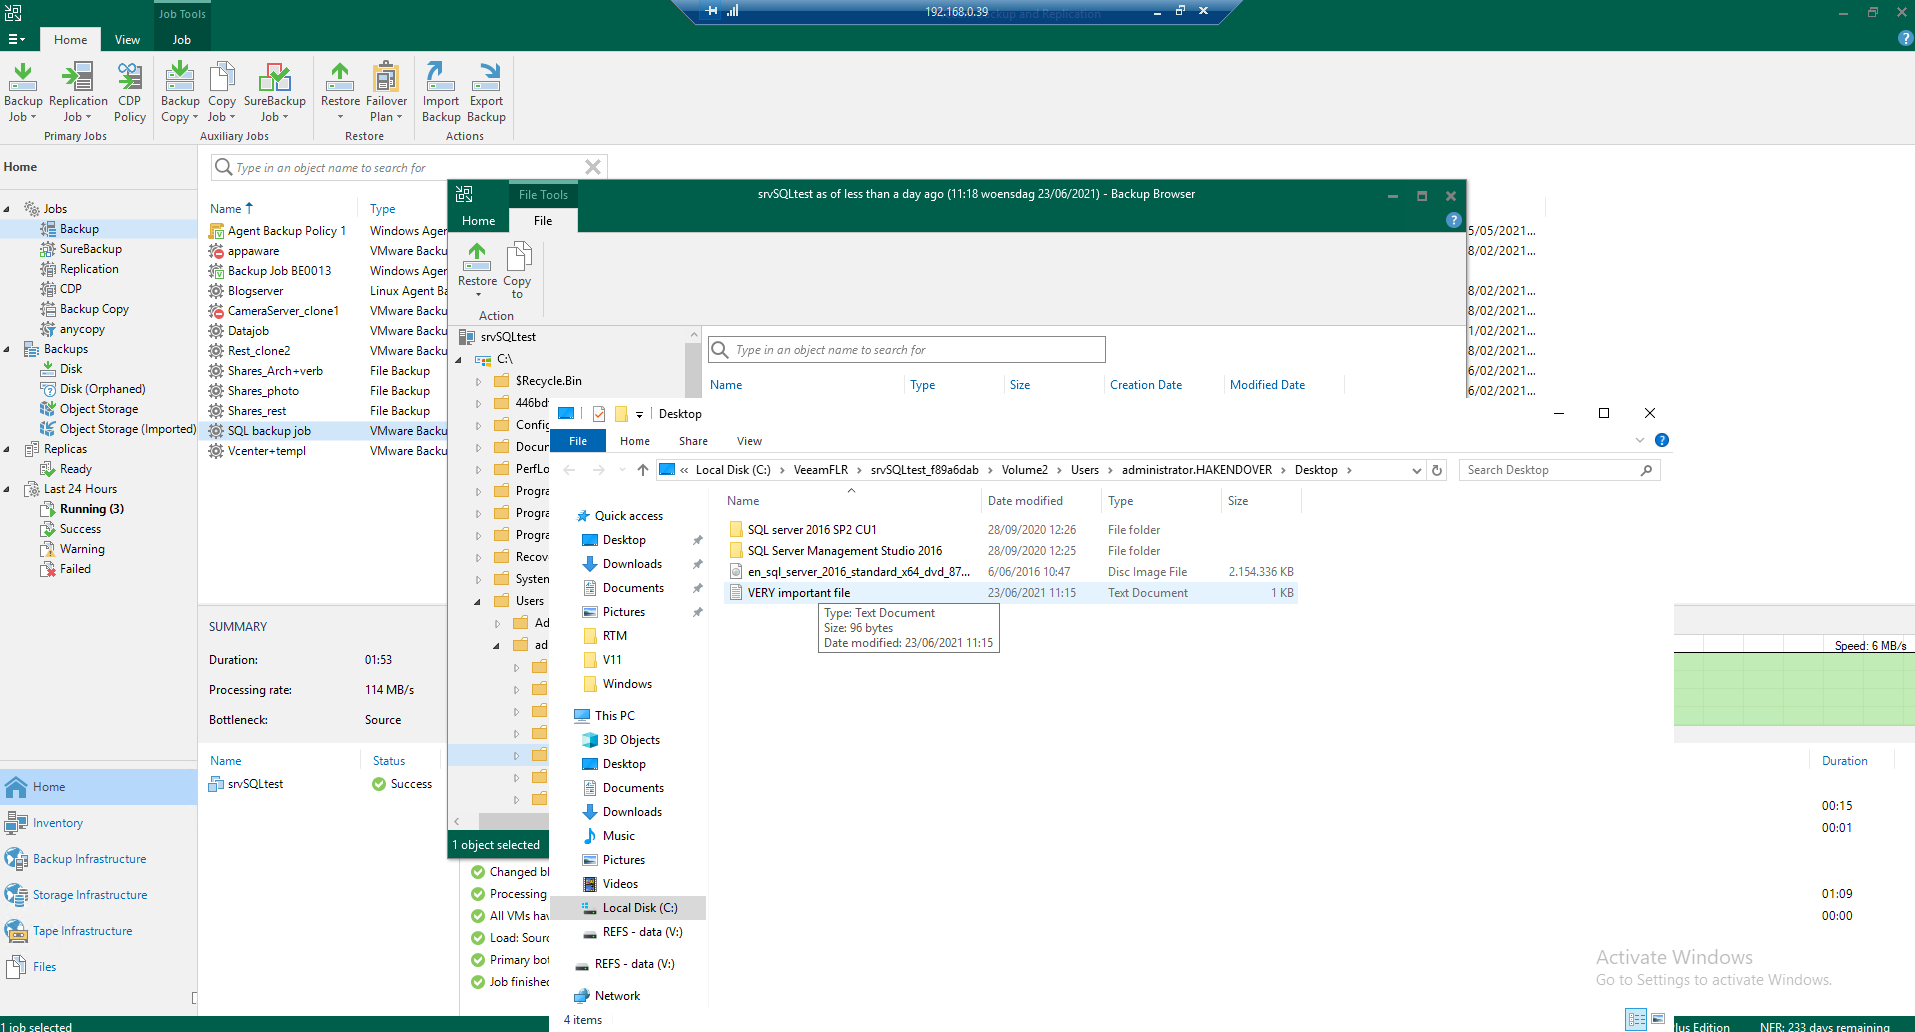 Job Tools
192.168.0.39
Backup and Replication
Home View Job
Backup Job
Replication Job
CDP Policy
Primary Jobs
Backup Copy
Copy Job
SureBackup Job
Auxiliary Jobs
Restore
Failover Plan
Restore
Import Backup
Export Backup
Actions
Home
Type in an object name to search for
Jobs
Backup
SureBackup
Replication
CDP
Backup Copy
anycopy
Backups
Disk
Disk (Orphaned)
Object Storage
Object Storage (Imported)
Replicas
Ready
Last 24 Hours
Running (3)
Success
Warning
Failed
Home
Inventory
Backup Infrastructure
Storage Infrastructure
Tape Infrastructure
Files
1 job selected
Name Type
Agent Backup Policy 1 Windows Ager
appaware VMware Backu
Backup Job BE0013 Windows Ager
Blogserver Linux Agent Ba
CameraServer_clone1 VMware Backu
Datajob VMware Backu
Rest_clone2 VMware Backu
Shares_Arch+verb File Backup
Shares_photo File Backup
Shares_rest File Backup
SQL backup job VMware Backu
Vcenter+templ VMware Backu
5/05/2021...
8/02/2021...
8/02/2021...
8/02/2021...
1/02/2021...
8/02/2021...
6/02/2021...
6/02/2021...
SUMMARY
Duration: 01:53
Processing rate: 114 MB/s
Bottleneck: Source
Name Status
srvSQLtest Success
File Tools
srvSQLtest as of less than a day ago (11:18 woensdag 23/06/2021) - Backup Browser
Home File
Restore
Copy to
Action
srvSQLtest
C:\
$Recycle.Bin
446bd
Config
Docun
PerfLo
Progra
Progra
Progra
Recov
System
Users
Ad
ad
1 object selected
Type in an object name to search for
Name Type Size Creation Date Modified Date
Changed bl
Processing
All VMs hav
Load: Sourc
Primary bot
Job finished
Desktop
File Home Share View
« Local Disk (C:) > VeeamFLR > srvSQLtest_f89a6dab > Volume2 > Users > administrator.HAKENDOVER > Desktop >
Search Desktop
Quick access
Desktop
Downloads
Documents
Pictures
RTM
V11
Windows
This PC
3D Objects
Desktop
Documents
Downloads
Music
Pictures
Videos
Local Disk (C:)
REFS - data (V:)
REFS - data (V:)
Network
4 items
Name Date modified Type Size
SQL server 2016 SP2 CU1 28/09/2020 12:26 File folder
SQL Server Management Studio 2016 28/09/2020 12:25 File folder
en_sql_server_2016_standard_x64_dvd_87... 6/06/2016 10:47 Disc Image File 2.154.336 KB
VERY important file 23/06/2021 11:15 Text Document 1 KB
Type: Text Document
Size: 96 bytes
Date modified: 23/06/2021 11:15
Speed: 6 MB/s
Duration
00:15
00:01
01:09
00:00
Activate Windows
Go to Settings to activate Windows.
lus Edition NFR: 233 days remaining